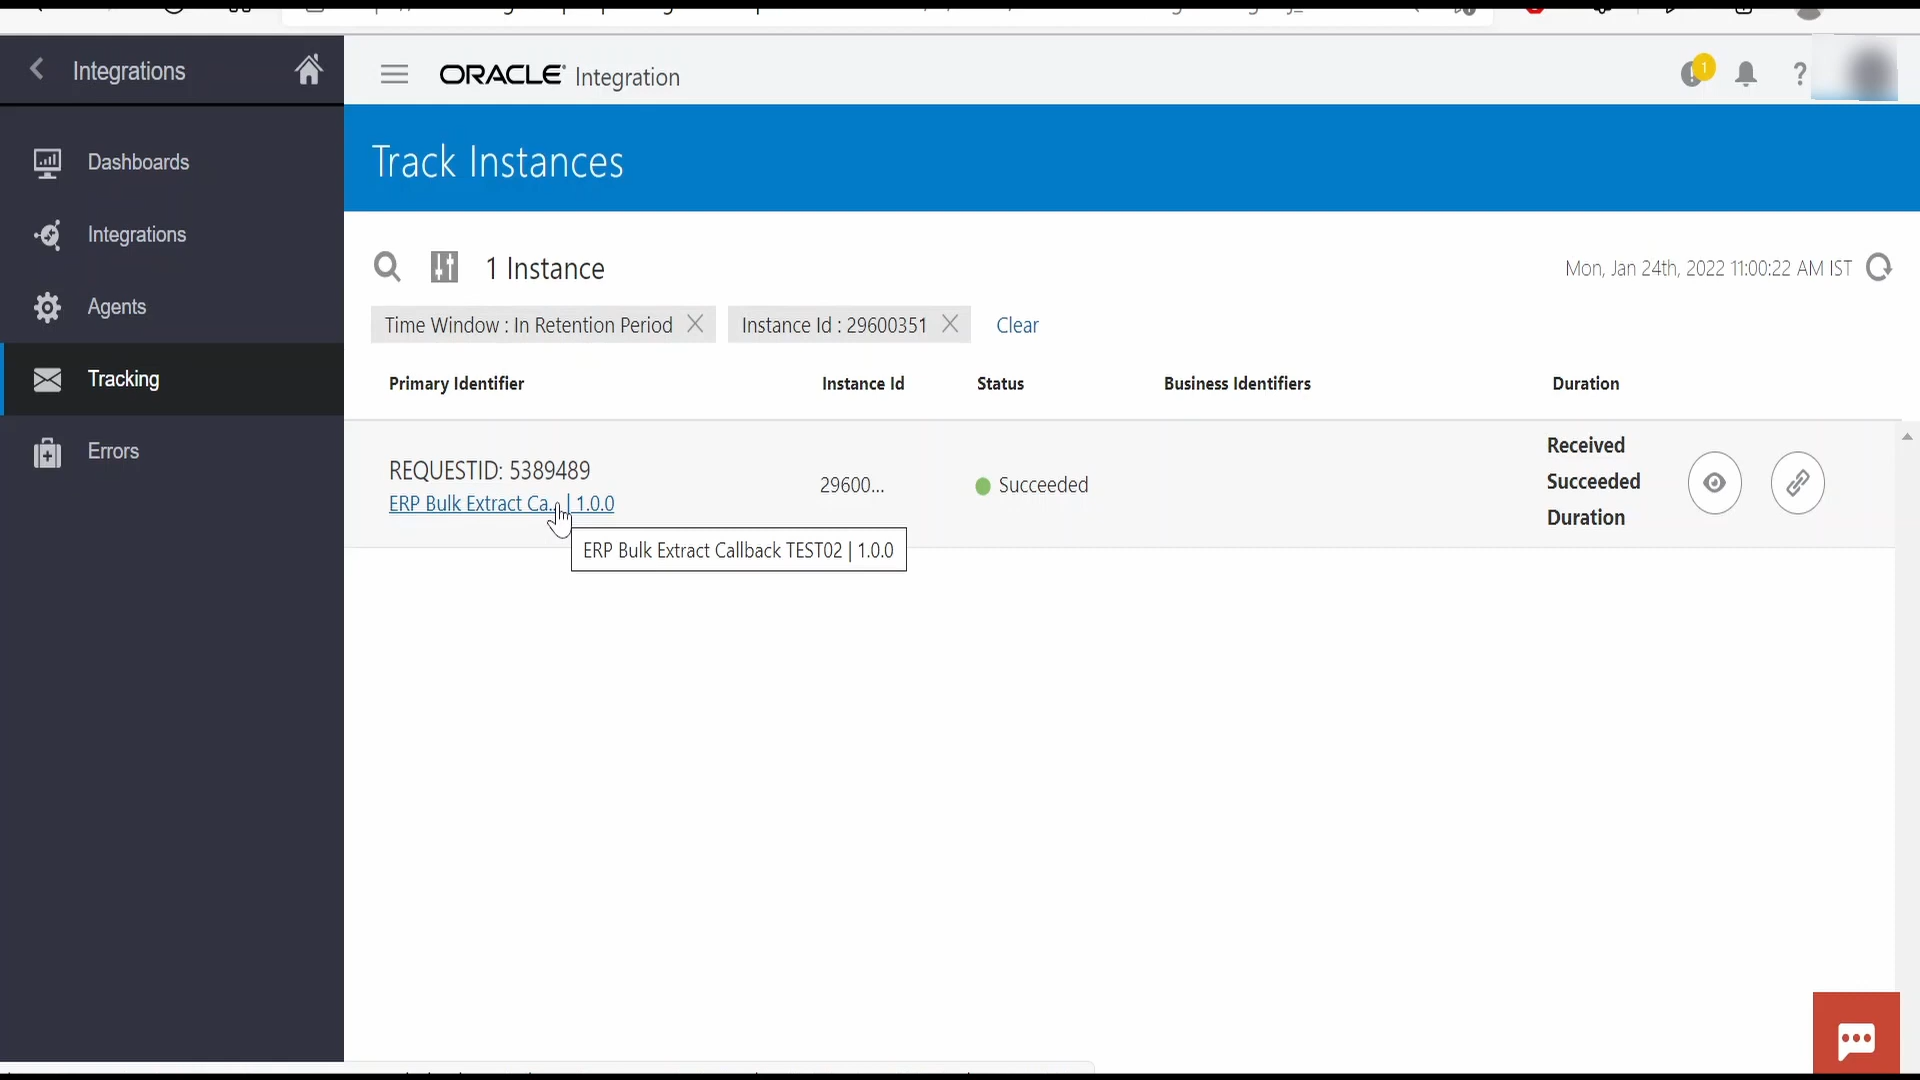 Integrations
ORACLE Integration
1
?
Dashboards
Track Instances
Integrations
1 Instance
Mon, Jan 24th, 2022 11:00:22 AM IST
Agents
Time Window : In Retention Period
Instance Id : 29600351
Clear
Tracking
Primary Identifier
Instance Id
Status
Business Identifiers
Duration
Errors
REQUESTID: 5389489
ERP Bulk Extract Ca... | 1.0.0
29600...
Succeeded
Received
Succeeded
Duration
ERP Bulk Extract Callback TEST02 | 1.0.0